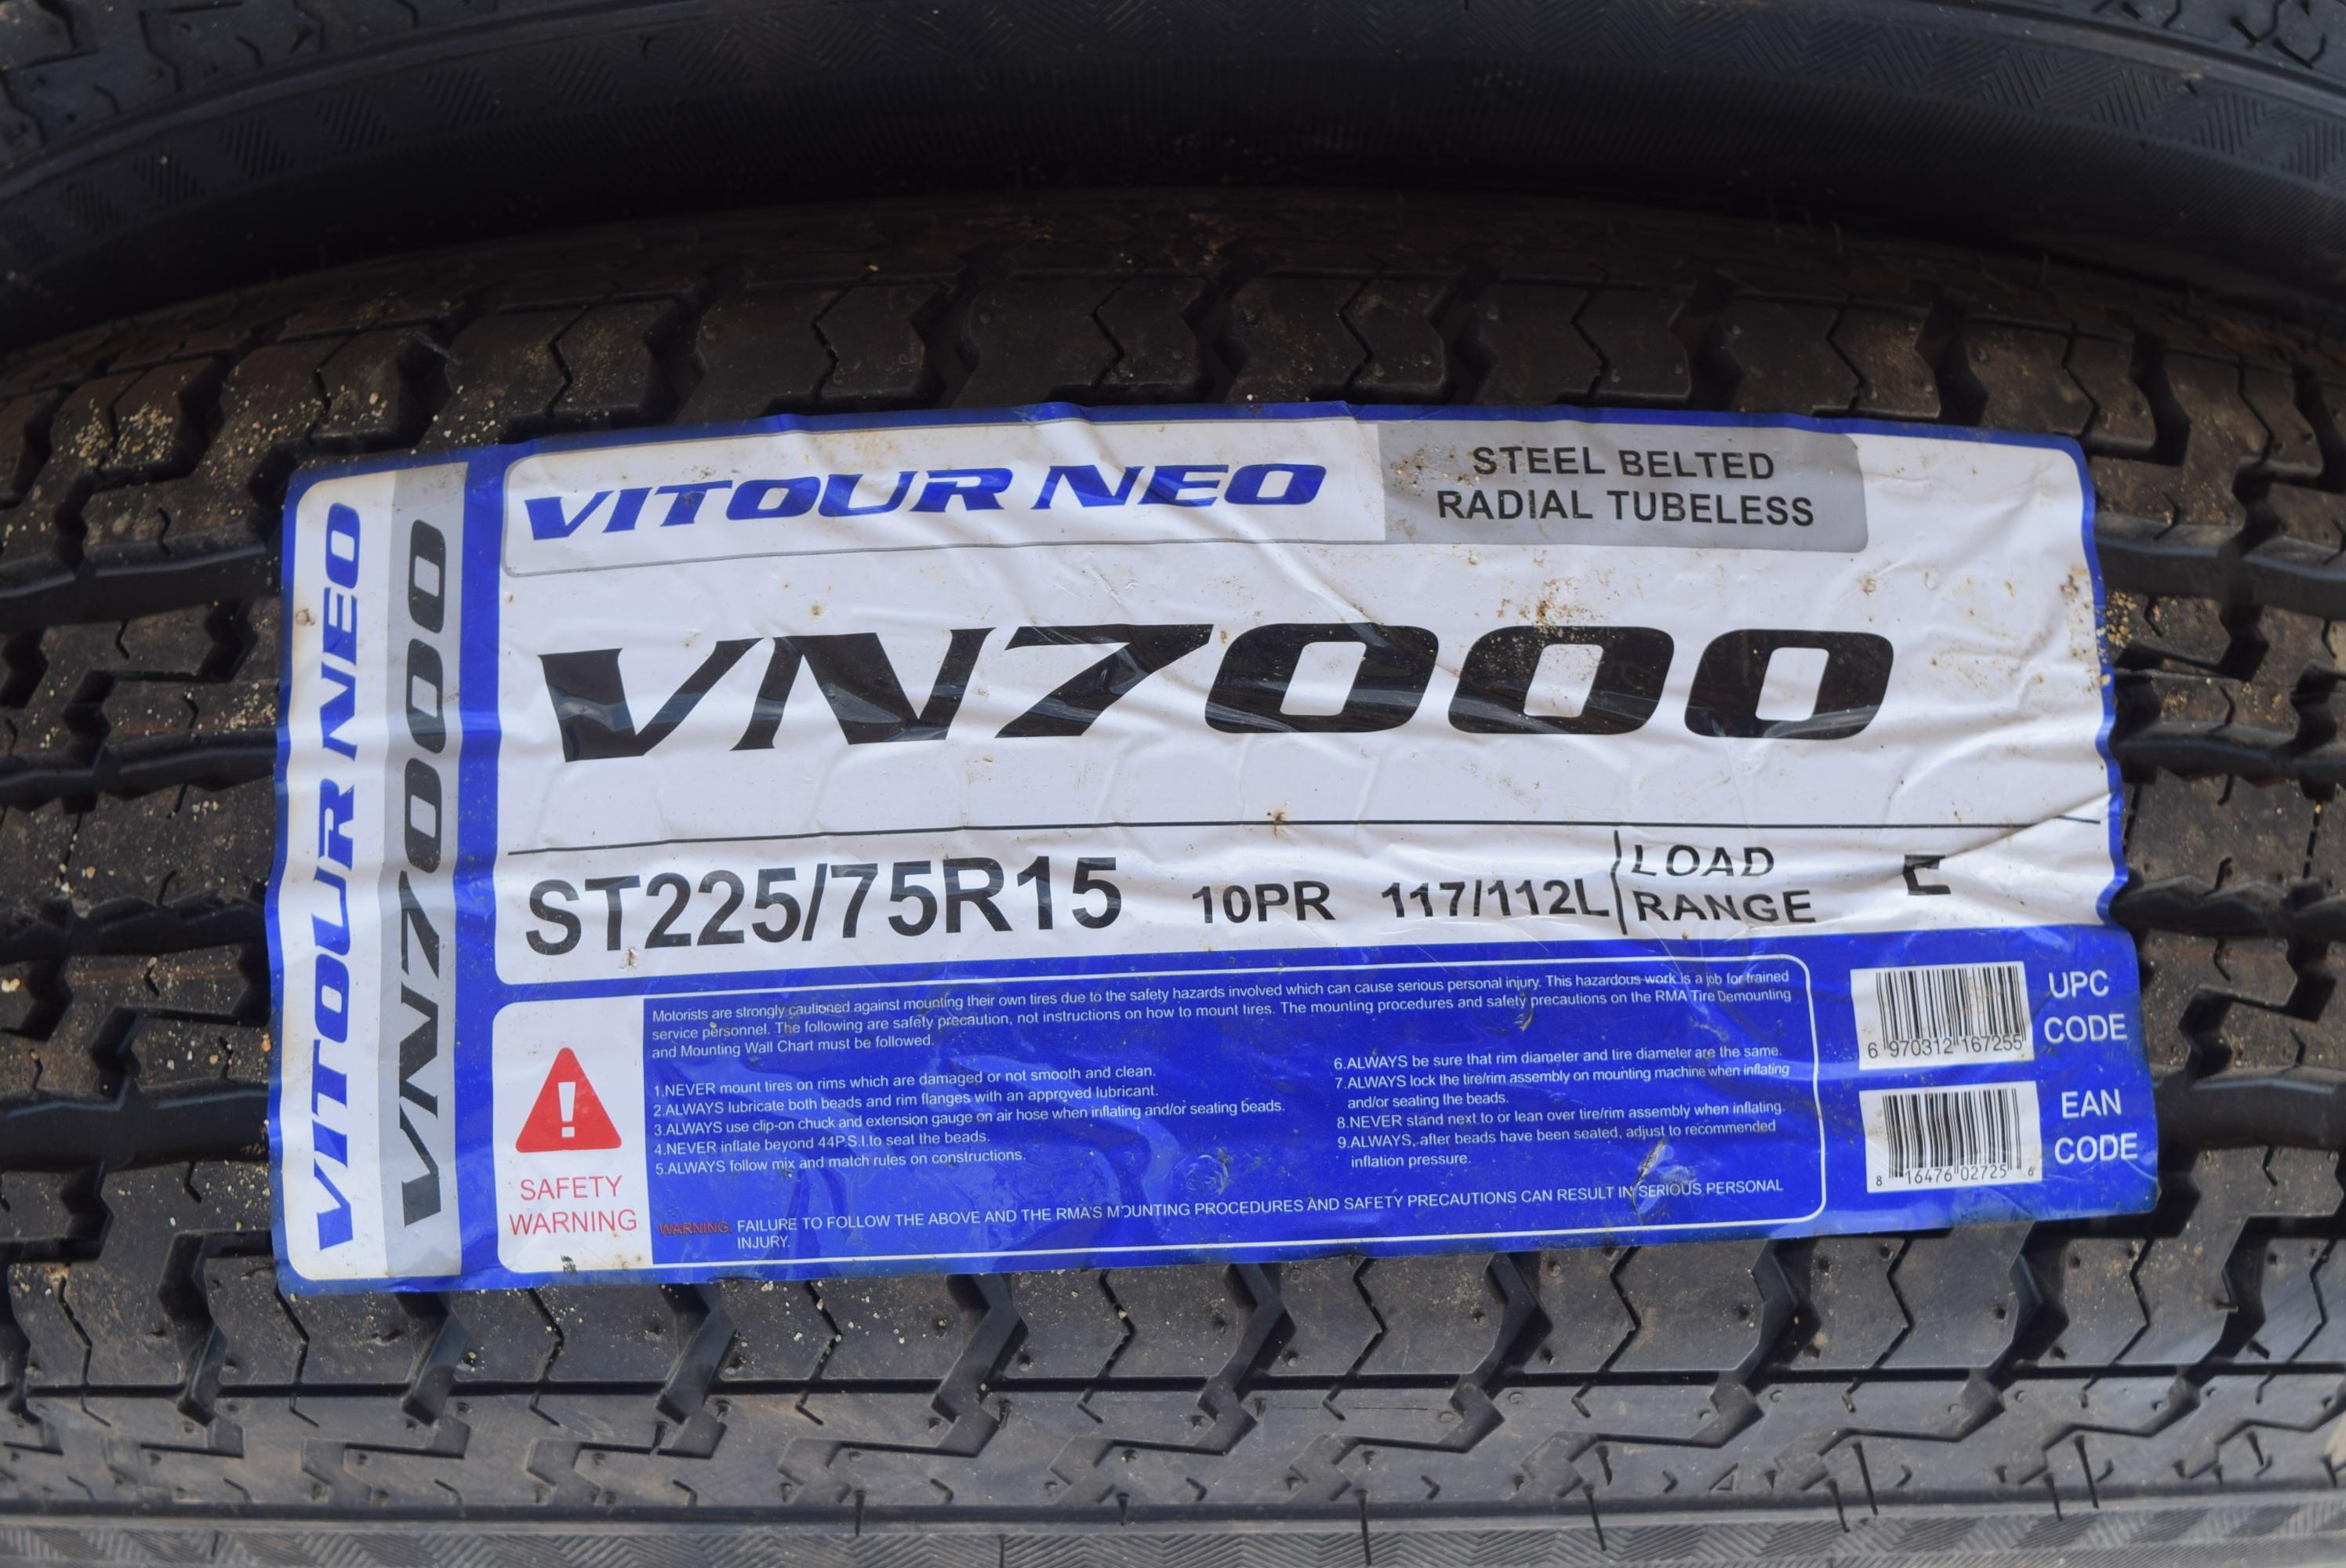 VITOUR NEO
VN7000
VITOUR NEO
STEEL BELTED
RADIAL TUBELESS
VN7000
ST225/75R15 10PR 117/112L LOAD RANGE E
Motorists are strongly cautioned against mounting their own tires due to the safety hazards involved which can cause serious personal injury. This hazardous work is a job for trained
service personnel. The following are safety precaution, not instructions on how to mount tires. The mounting procedures and safety precautions on the RMA Tire Demounting
and Mounting Wall Chart must be followed.
1.NEVER mount tires on rims which are damaged or not smooth and clean.
2.ALWAYS lubricate both beads and rim flanges with an approved lubricant.
3.ALWAYS use clip-on chuck and extension gauge on air hose when inflating and/or seating beads.
4.NEVER inflate beyond 44P.S.I.to seat the beads.
5.ALWAYS follow mix and match rules on constructions.
6.ALWAYS be sure that rim diameter and tire diameter are the same.
7.ALWAYS lock the tire/rim assembly on mounting machine when inflating
and/or seating the beads.
8.NEVER stand next to or lean over tire/rim assembly when inflating.
9.ALWAYS, after beads have been seated, adjust to recommended
inflation pressure.
SAFETY
WARNING
WARNING: FAILURE TO FOLLOW THE ABOVE AND THE RMA'S MOUNTING PROCEDURES AND SAFETY PRECAUTIONS CAN RESULT IN SERIOUS PERSONAL
INJURY.
6 970312 167255
UPC
CODE
8 16476 02725 6
EAN
CODE